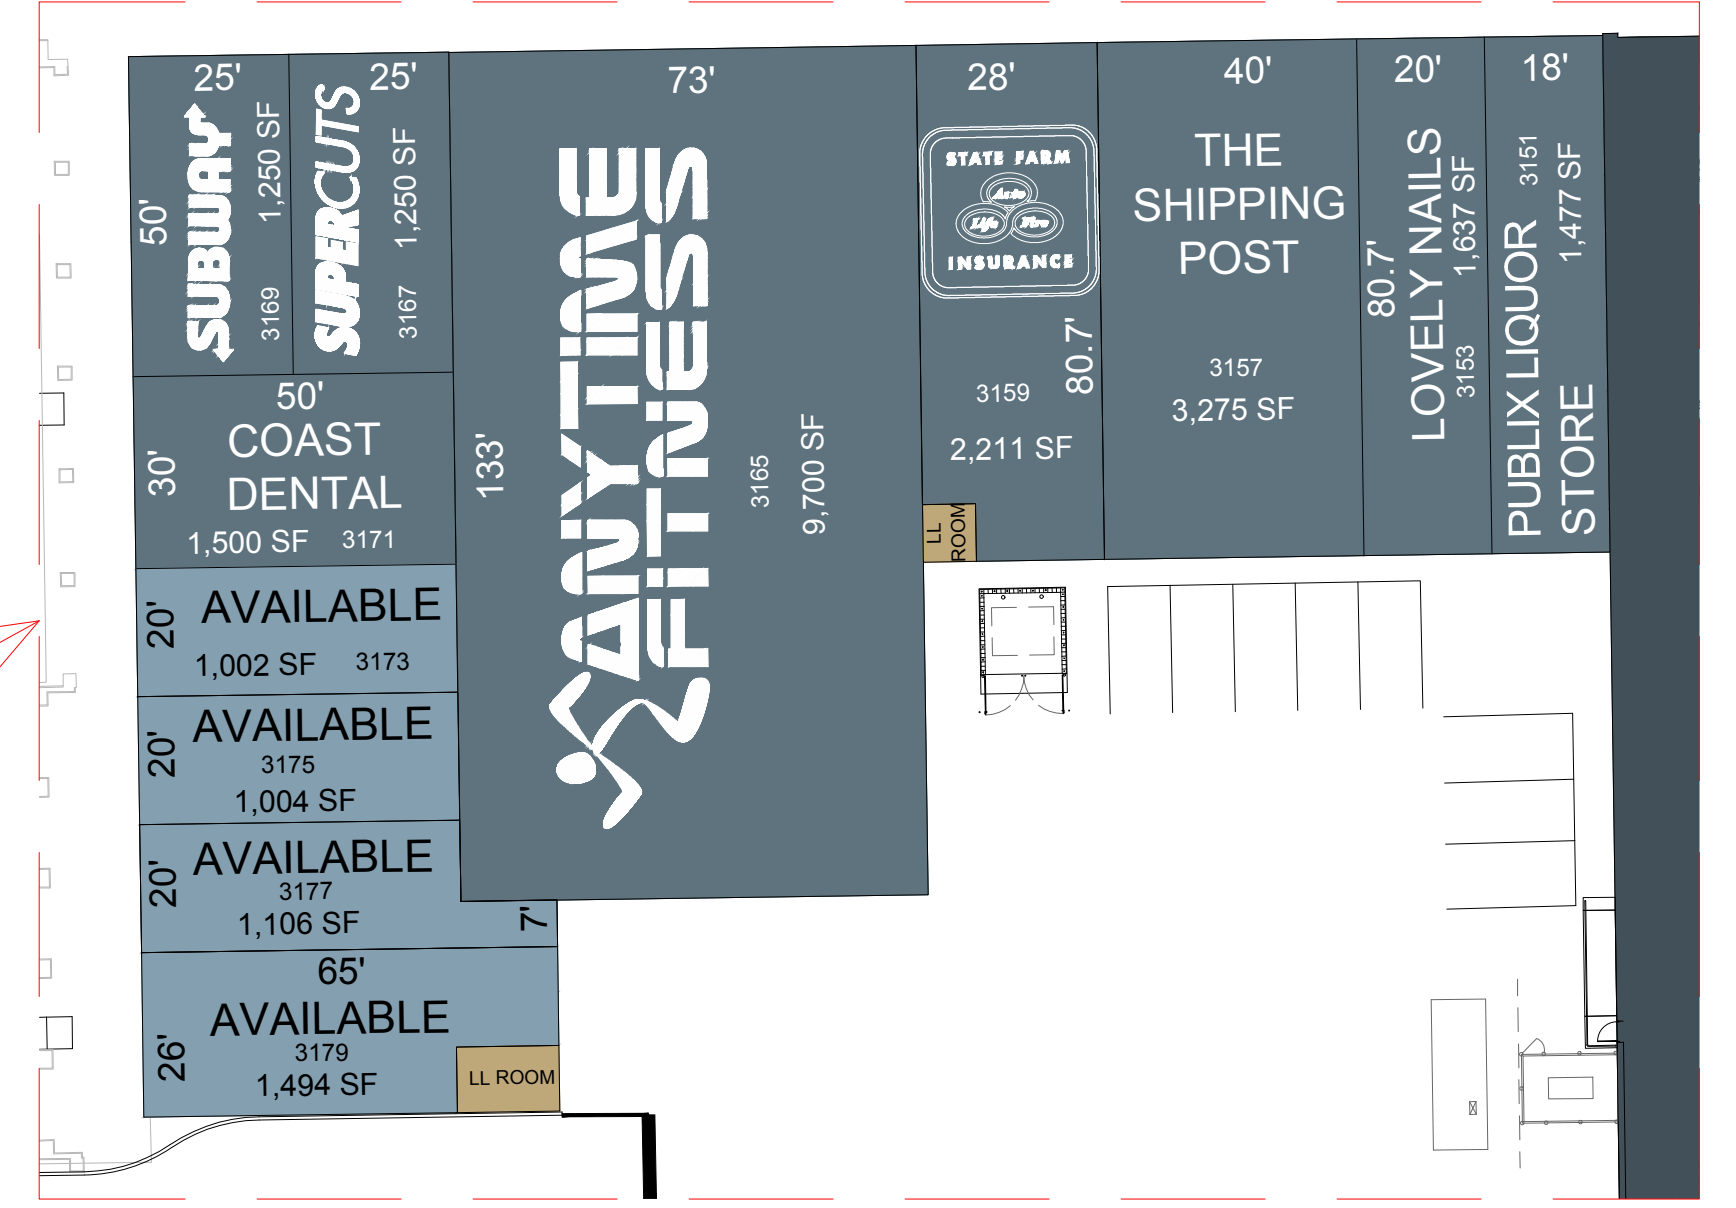 25'
SUBWAY
1,250 SF
3169
50'
25'
SUPERCUTS
1,250 SF
3167
73'
ANYTIME
FITNESS
133'
3165
9,700 SF
28'
STATE FARM
Auto
Life Fire
INSURANCE
80.7'
3159
2,211 SF
LL
ROOM
40'
THE
SHIPPING
POST
3157
3,275 SF
20'
80.7'
LOVELY NAILS
3153 1,637 SF
18'
PUBLIX LIQUOR 3151
STORE 1,477 SF
50'
30'
COAST
DENTAL
1,500 SF 3171
20'
AVAILABLE
1,002 SF 3173
20'
AVAILABLE
3175
1,004 SF
20'
AVAILABLE
3177
1,106 SF
7'
65'
AVAILABLE
26'
3179
1,494 SF
LL ROOM